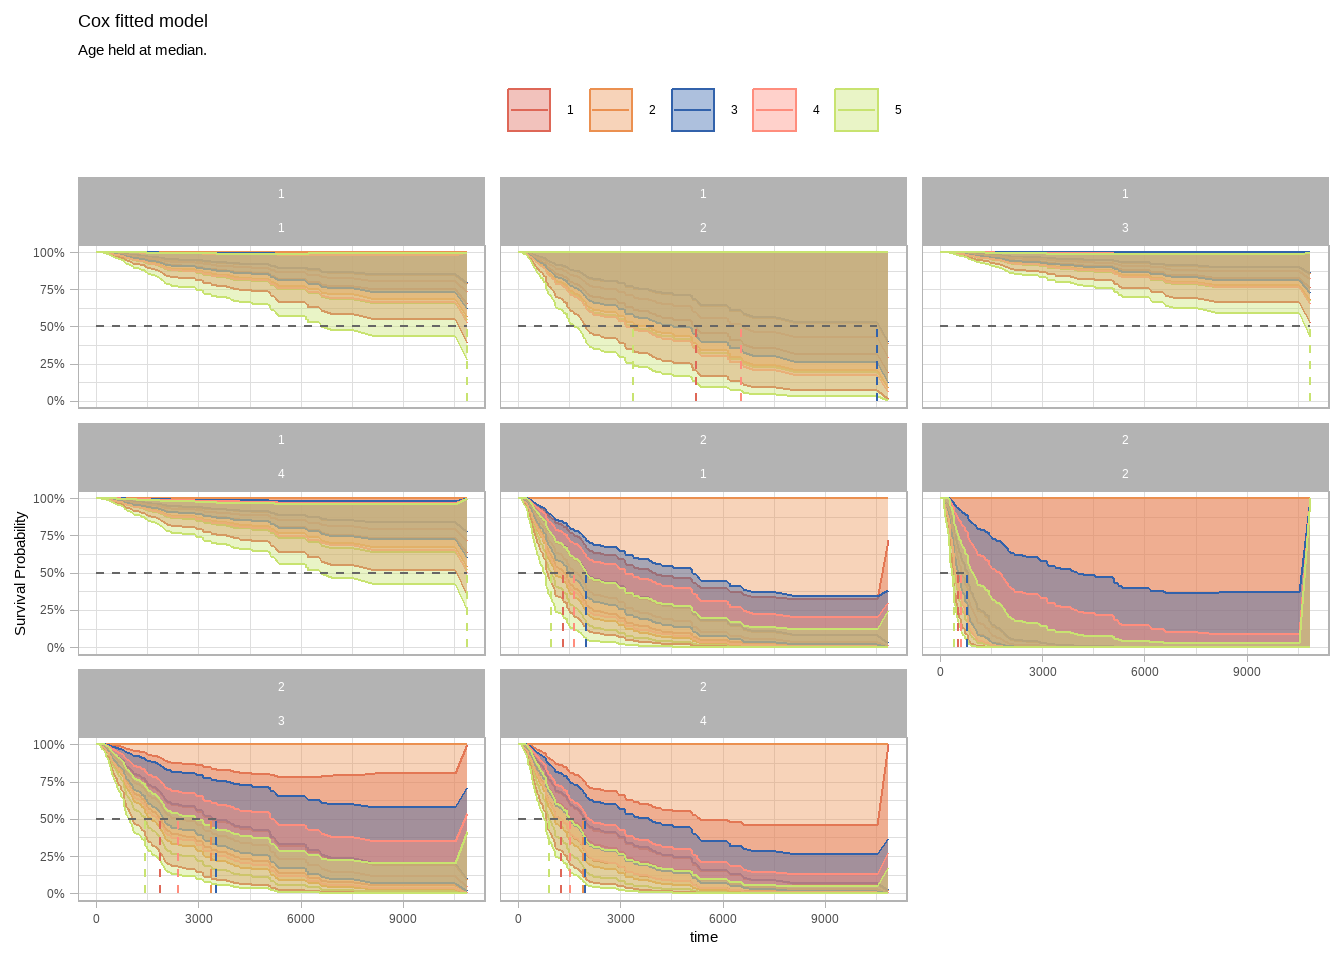 Cox fitted model
Age held at median.
1 2 3 4 5
1 1 1
1 2 3
100%
75%
50%
25%
0%
1 2 2
4 1 2
100%
75%
50%
25%
0%
Survival Probability
0 3000 6000 9000
2 2
3 4
100%
75%
50%
25%
0%
0 3000 6000 9000 0 3000 6000 9000
time